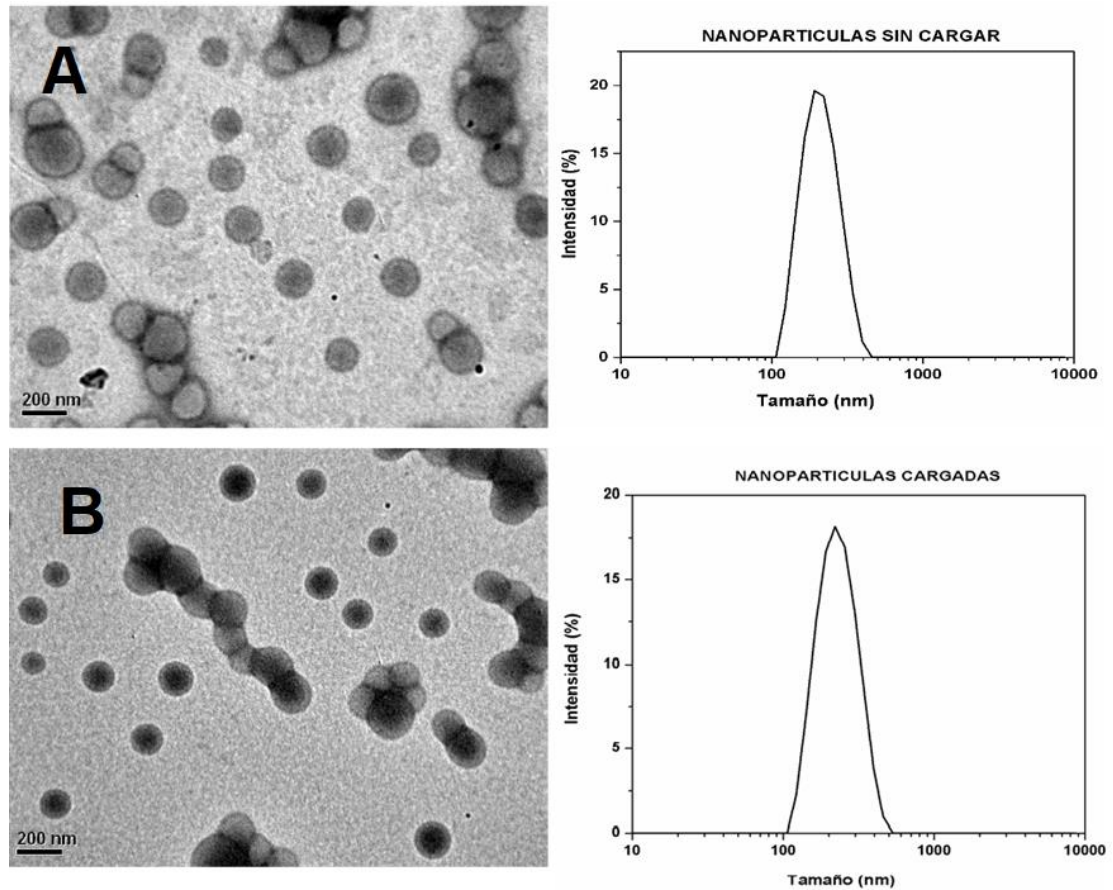 A
200 nm
NANOPARTICULAS SIN CARGAR
Intensidad (%)
20
15
10
5
0
10
100
1000
10000
Tamaño (nm)
B
200 nm
NANOPARTICULAS CARGADAS
Intensidad (%)
20
15
10
5
0
10
100
1000
10000
Tamaño (nm)